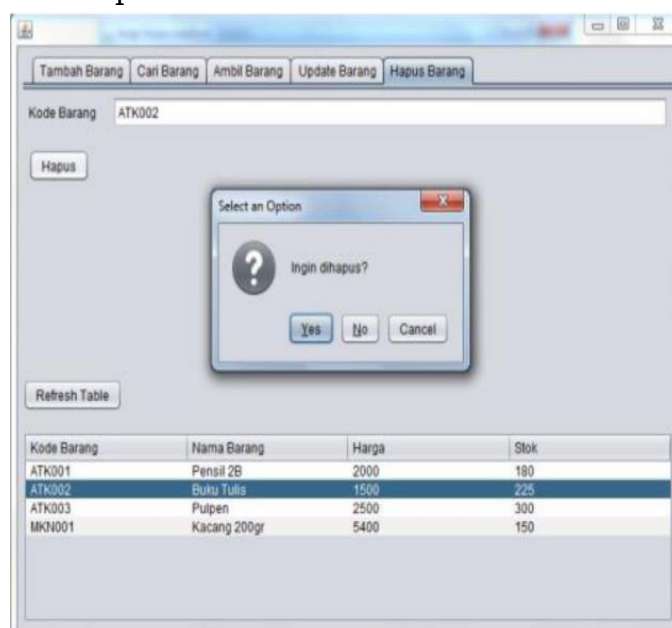 Tambah Barang Cari Barang Ambil Barang Update Barang Hapus Barang
Kode Barang ATK002
Hapus
Select an Option
Ingin dihapus?
Yes No Cancel
Refresh Table
Kode Barang Nama Barang Harga Stok
ATK001 Pensil 2B 2000 180
ATK002 Buku Tulis 1500 225
ATK003 Pulpen 2500 300
MKN001 Kacang 200gr 5400 150